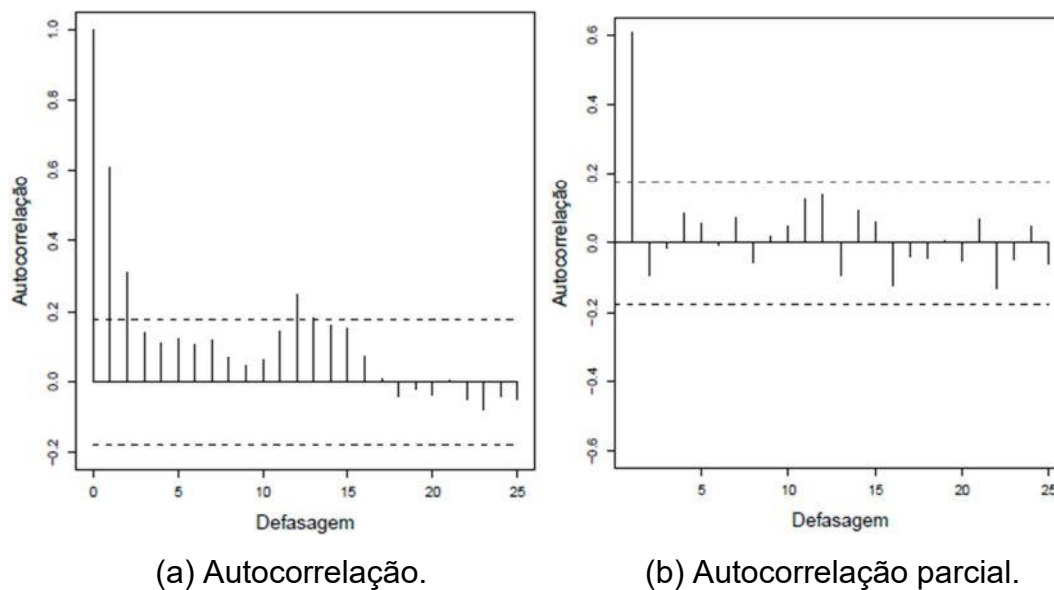 Autocorrelação
1.0
0.8
0.6
0.4
0.2
0.0
−0.2
0 5 10 15 20 25
Defasagem
(a) Autocorrelação.
Autocorrelação
0.6
0.4
0.2
0.0
−0.2
−0.4
−0.6
5 10 15 20 25
Defasagem
(b) Autocorrelação parcial.